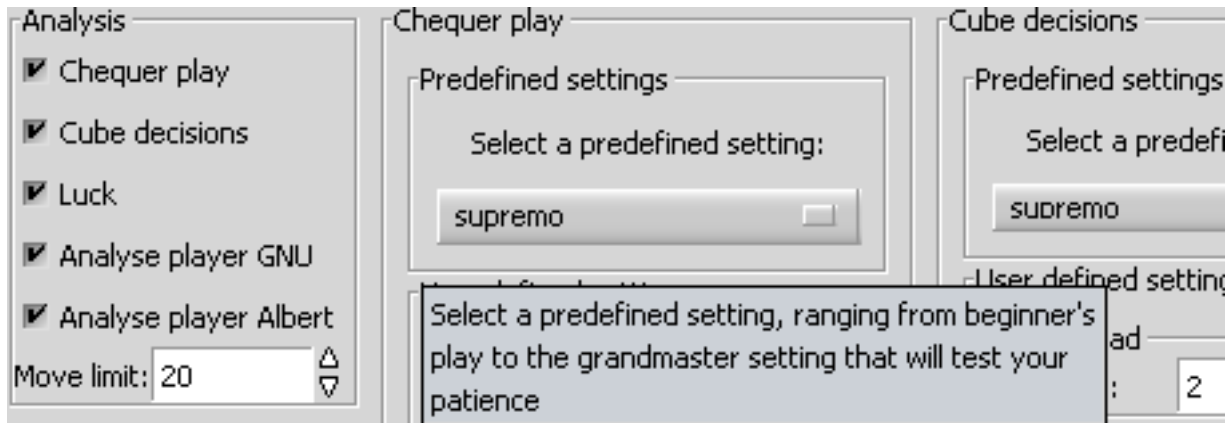 Analysis
Chequer play
Cube decisions
Luck
Analyse player GNU
Analyse player Albert
Move limit: 20
Chequer play
Predefined settings
Select a predefined setting:
supremo
Select a predefined setting, ranging from beginner's
play to the grandmaster setting that will test your
patience
Cube decisions
Predefined settings
Select a predefi
supremo
User defined setting
ad
: 2